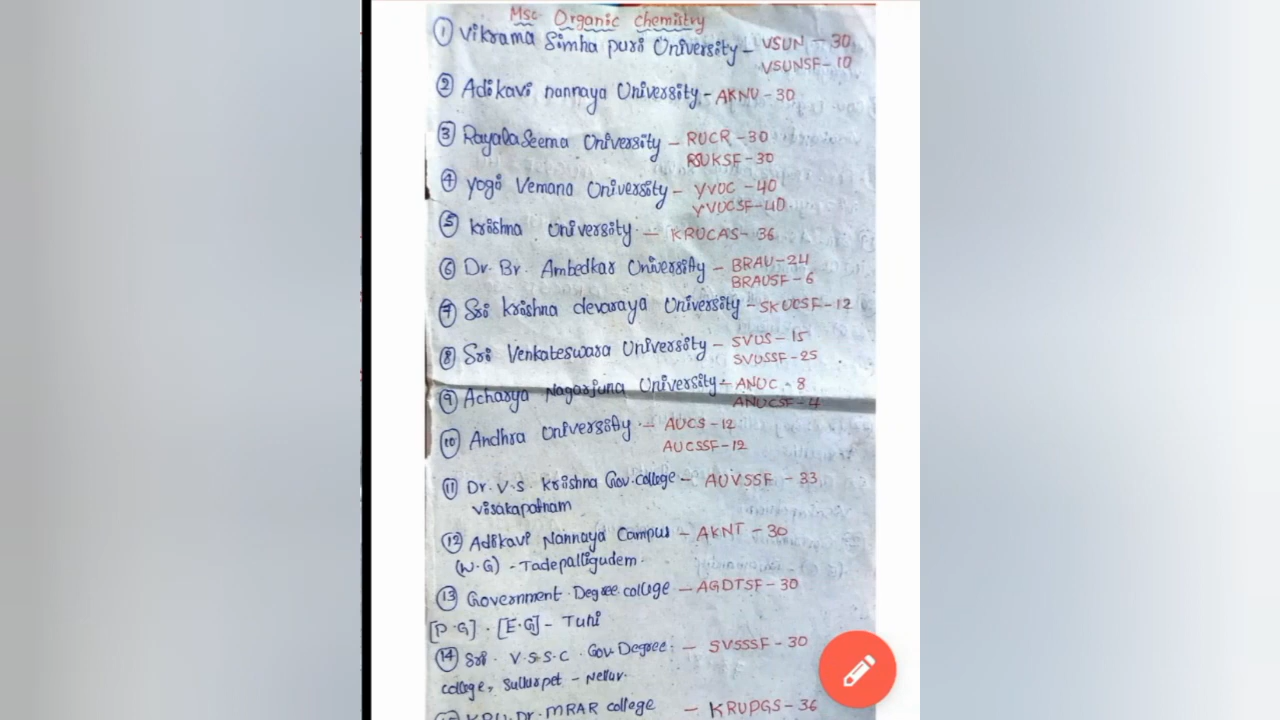 Msc Organic chemistry
① Vikrama Simha puri University - VSUN - 30
VSUNSF - 10
② Adikavi nannaya University - AKNU - 30
③ RayalaSeema University - RUCR - 30
RUKSF - 30
④ Yogi Vemana University - YVUC - 40
YVUCSF - 40
⑤ krishna University - KRUCAS - 36
⑥ Dr. Br. Ambedkar University - BRAU - 24
BRAUSF - 6
⑦ Sri krishna devaraya University - SKUCSF - 12
⑧ Sri Venkateswara University - SVUS - 15
SVUSSF - 25
⑨ Acharya Nagarjuna University - ANUC - 8
ANUCSF - 4
⑩ Andhra University - AUCS - 12
AUCSSF - 12
⑪ Dr. V.S. Krishna Gov. college - AUVSSF - 33
visakapatnam
⑫ Adikavi Nannaya Campus - AKNT - 30
(W.G) - Tadepalligudem.
⑬ Government Degree college - AGDTSF - 30
[P.G] . [E.G] - Tuni
⑭ Sri. V.S.S.C Gov. Degree. - SVSSSF - 30
college, Sullurpet - Nellur.
KRU. Dr. MRAR college - KRUPGS - 36